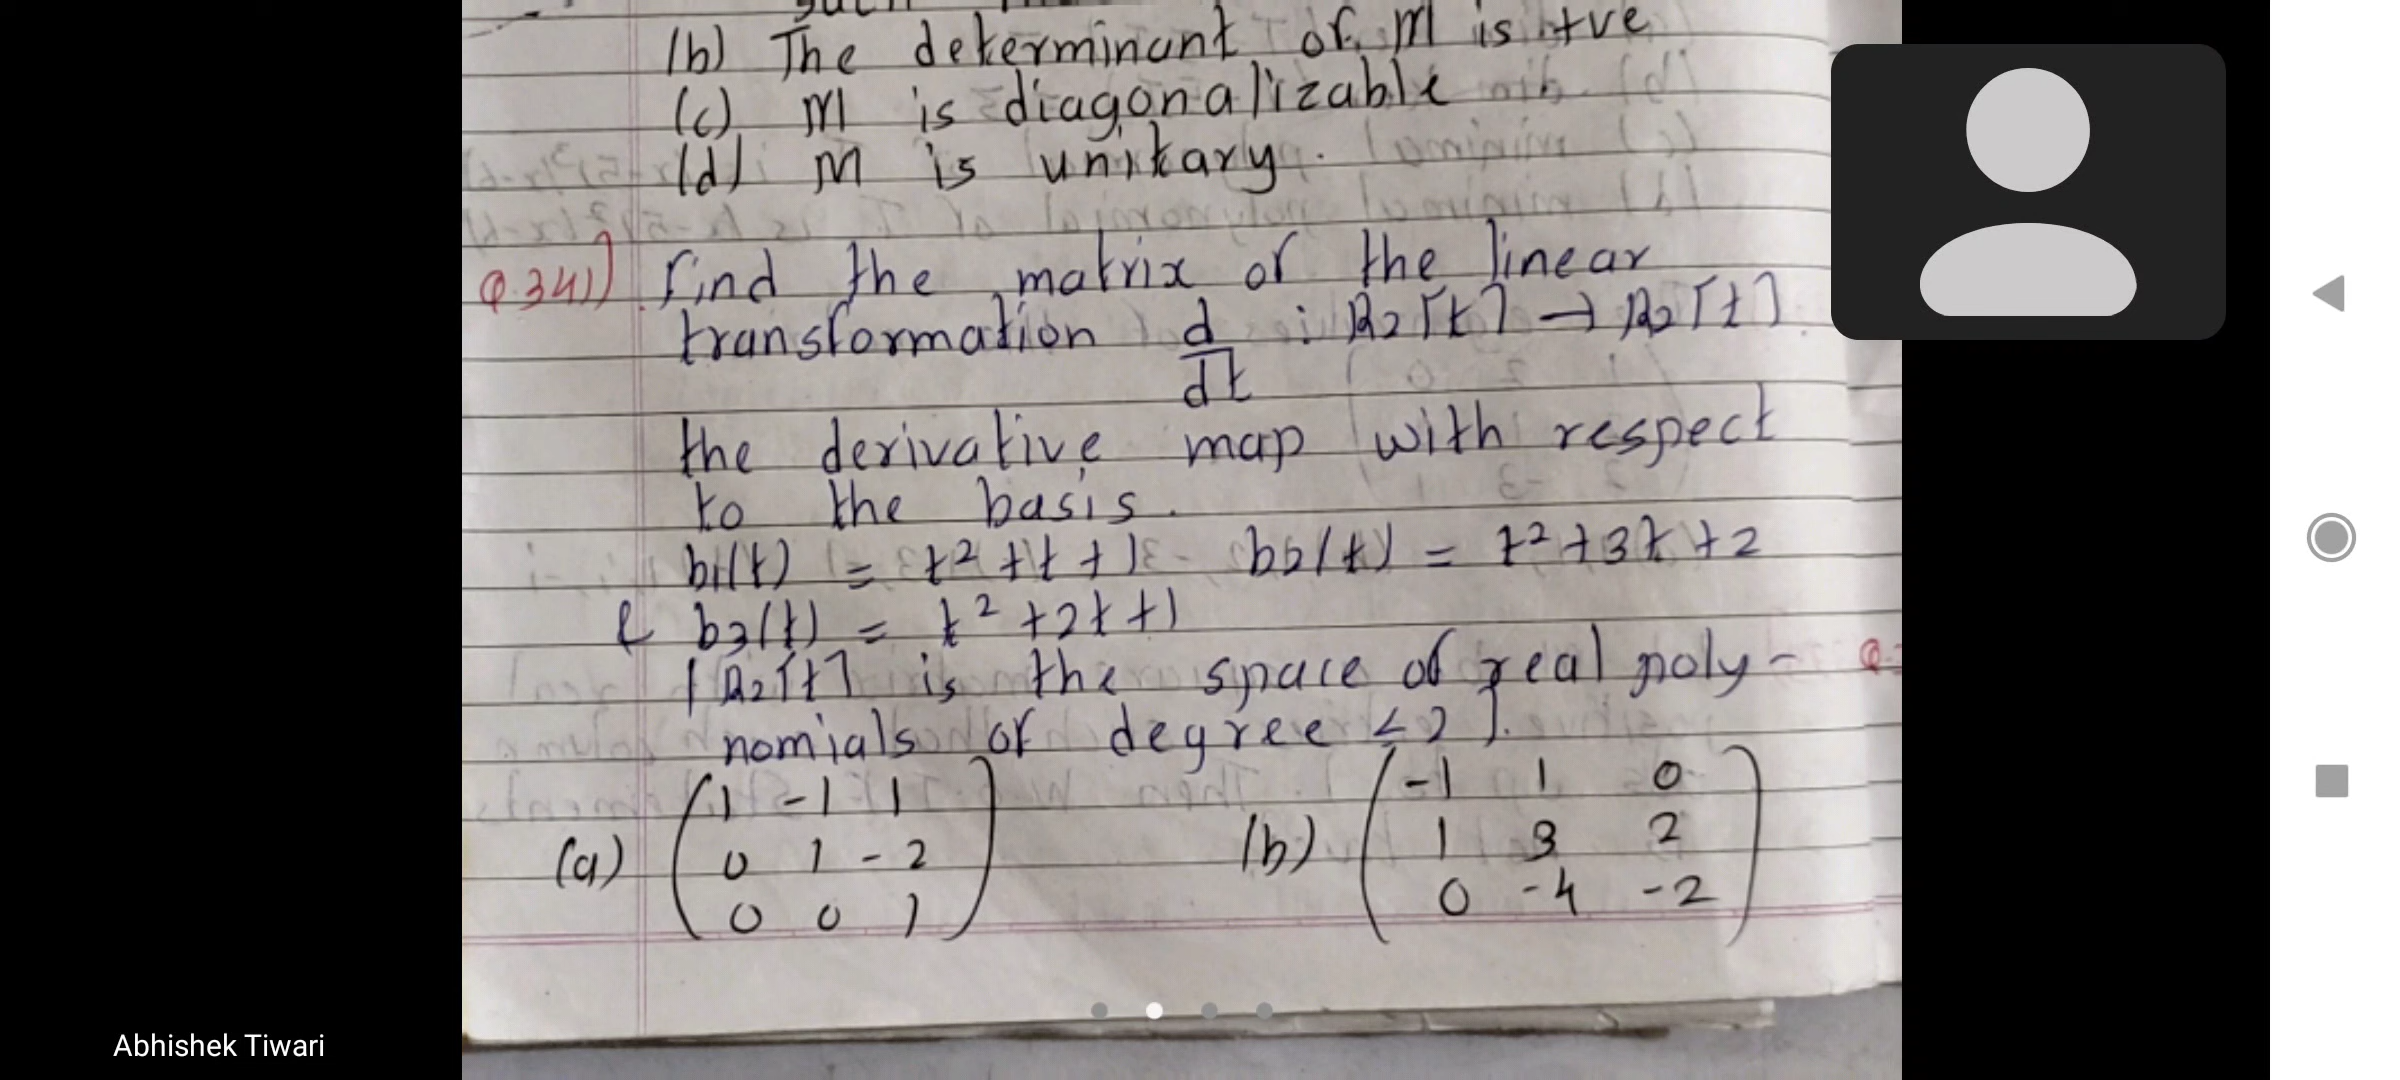 (b) The determinant of M is +ve
(c) M is diagonalizable
(d) M is unitary.
Q.341) find the matrix of the linear
transformation d/dt : R2[t] → R2[t]
the derivative map with respect
to the basis.
b1(t) = t² + t + 1 b2(t) = t² + 3t + 2
& b3(t) = t² + 2t + 1
[R2[t] is the space of real poly-
nomials of degree ≤ 2].
(a) (1 -1 1 (b) (-1 1 0
0 1 -2 1 3 2
0 0 1) 0 -4 -2)
Abhishek Tiwari